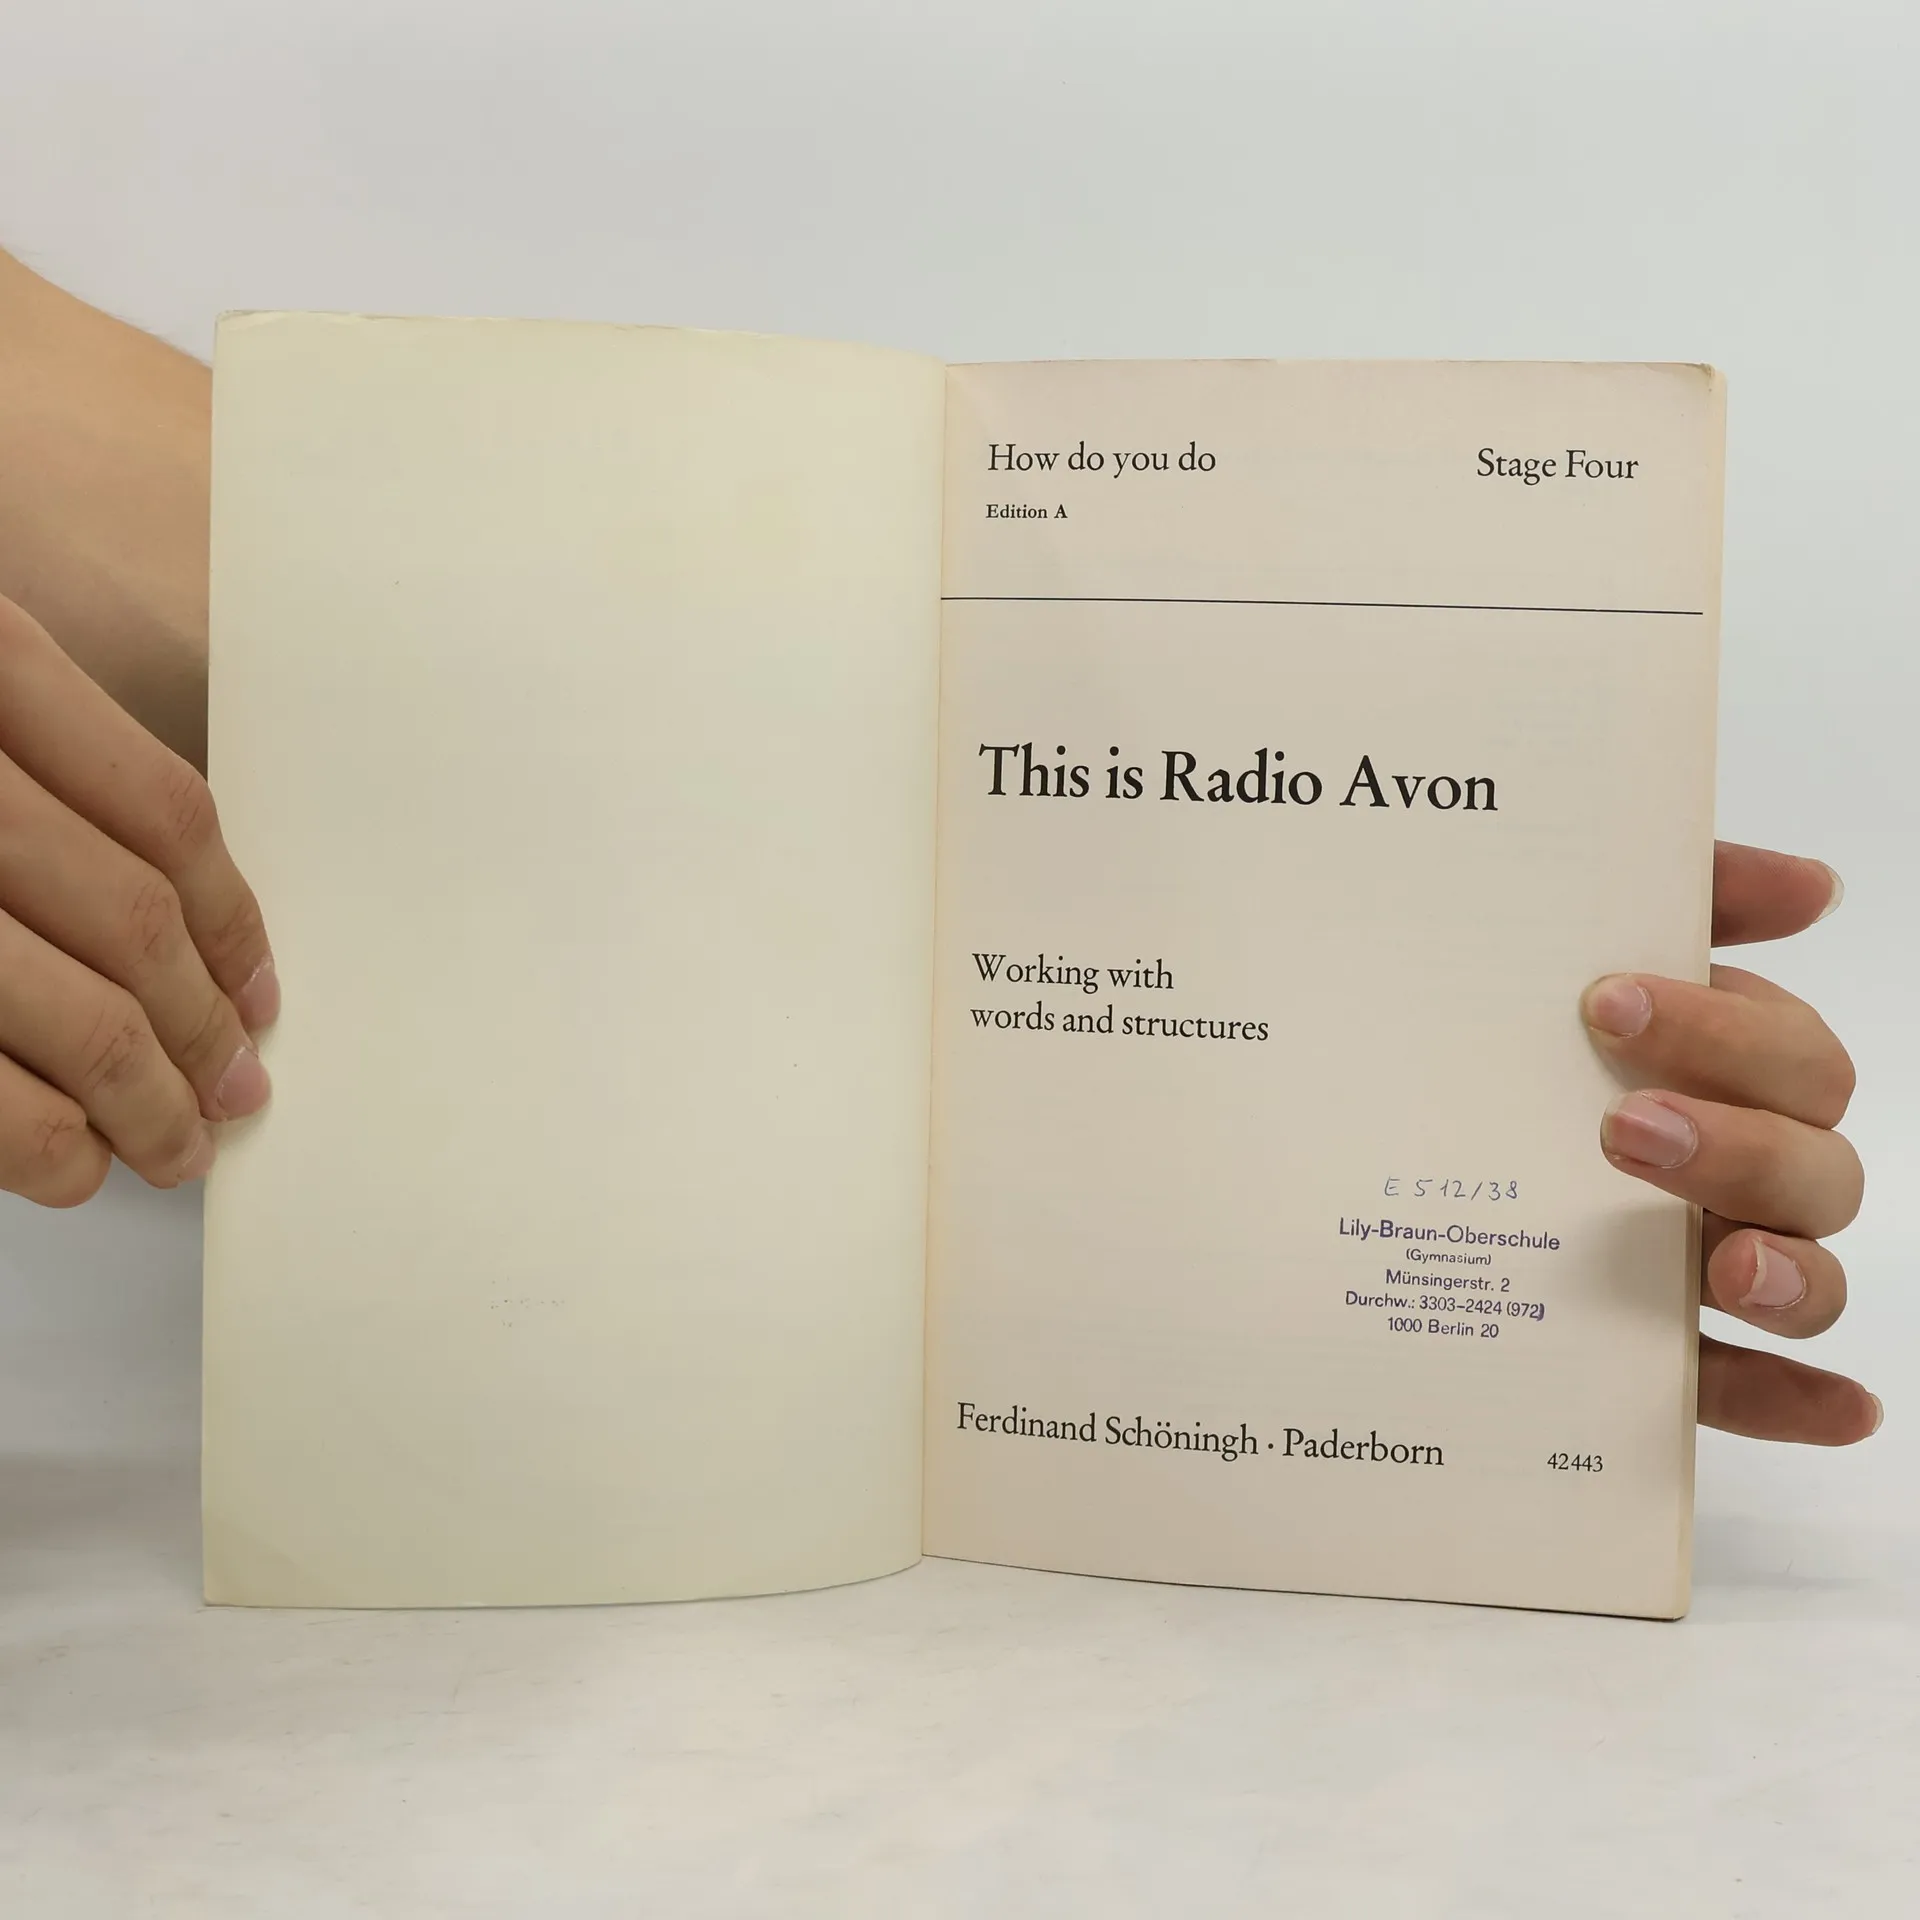 How do you do Stage Four
Edition A
This is Radio Avon
Working with
words and structures
E 512/38
Lily-Braun-Oberschule
(Gymnasium)
Münsingerstr. 2
Durchw.: 3303-2424 (972)
1000 Berlin 20
Ferdinand Schöningh · Paderborn 42443